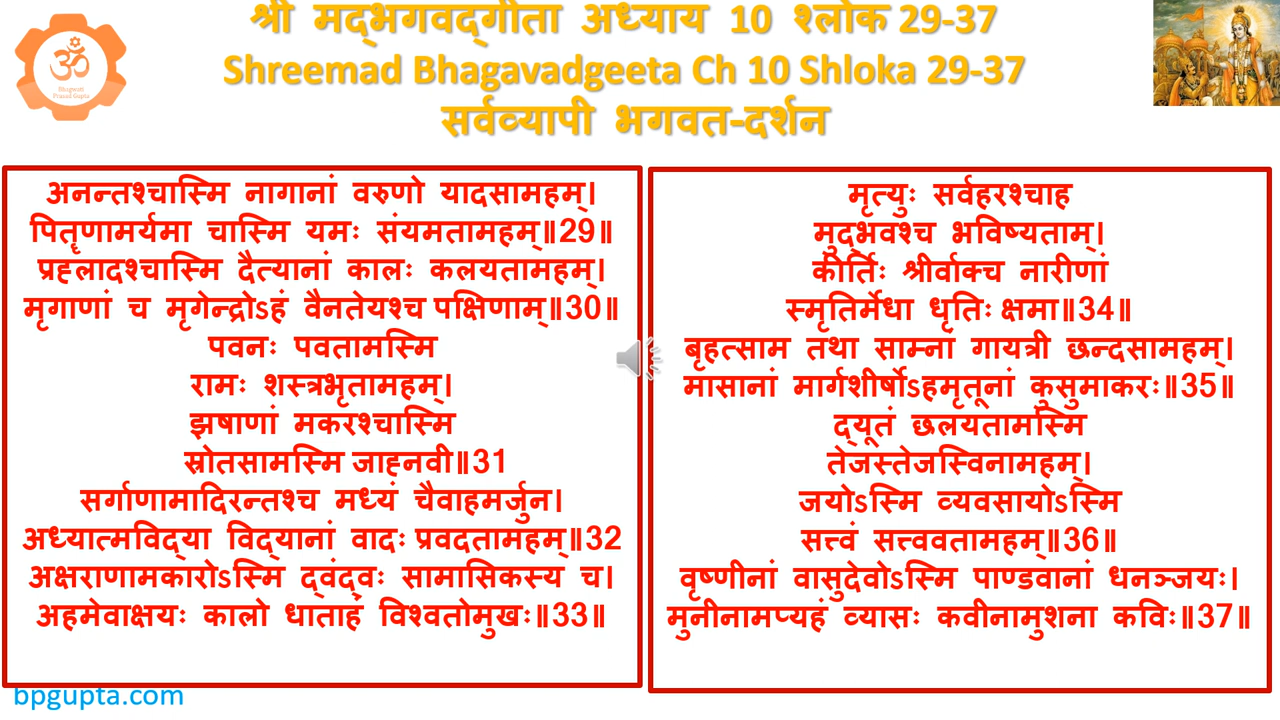 श्री मद्‌भगवद्‌गीता अध्याय 10 श्लोक 29-37
Shreemad Bhagavadgeeta Ch 10 Shloka 29-37
सर्वव्यापी भगवत-दर्शन
ॐ
Bhagwati
Prasad Gupta
अनन्तश्चास्मि नागानां वरुणो यादसामहम्।
पितॄणामर्यमा चास्मि यमः संयमतामहम्॥29॥
प्रह्लादश्चास्मि दैत्यानां कालः कलयतामहम्।
मृगाणां च मृगेन्द्रोऽहं वैनतेयश्च पक्षिणाम्॥30॥
पवनः पवतामस्मि
रामः शस्त्रभृतामहम्।
झषाणां मकरश्चास्मि
स्रोतसामस्मि जाह्नवी॥31
सर्गाणामादिरन्तश्च मध्यं चैवाहमर्जुन।
अध्यात्मविद्‌या विद्‌यानां वादः प्रवदतामहम्॥32
अक्षराणामकारोऽस्मि द्‌वंद्‌वः सामासिकस्य च।
अहमेवाक्षयः कालो धाताहं विश्वतोमुखः॥33॥
मृत्युः सर्वहरश्चाह
मुद्‌भवश्च भविष्यताम्।
कीर्तिः श्रीर्वाक्च नारीणां
स्मृतिर्मेधा धृतिः क्षमा॥34॥
बृहत्साम तथा साम्नां गायत्री छन्दसामहम्।
मासानां मार्गशीर्षोऽहमृतूनां कुसुमाकरः॥35॥
द्‌यूतं छलयतामस्मि
तेजस्तेजस्विनामहम्।
जयोऽस्मि व्यवसायोऽस्मि
सत्त्वं सत्त्ववतामहम्॥36॥
वृष्णीनां वासुदेवोऽस्मि पाण्डवानां धनञ्जयः।
मुनीनामप्यहं व्यासः कवीनामुशना कविः॥37॥
bpgupta.com